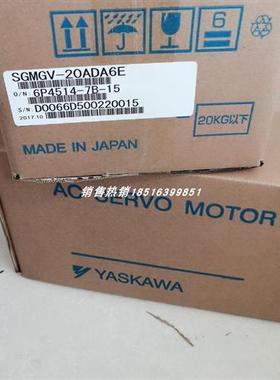 SGMGV-20ADA6E
O/N 6P4514-7B-15
S/N D0066D500220015
2017.10
MADE IN JAPAN
6
20KG以下
销售热销18516399851
AC SERVO MOTOR
YASKAWA